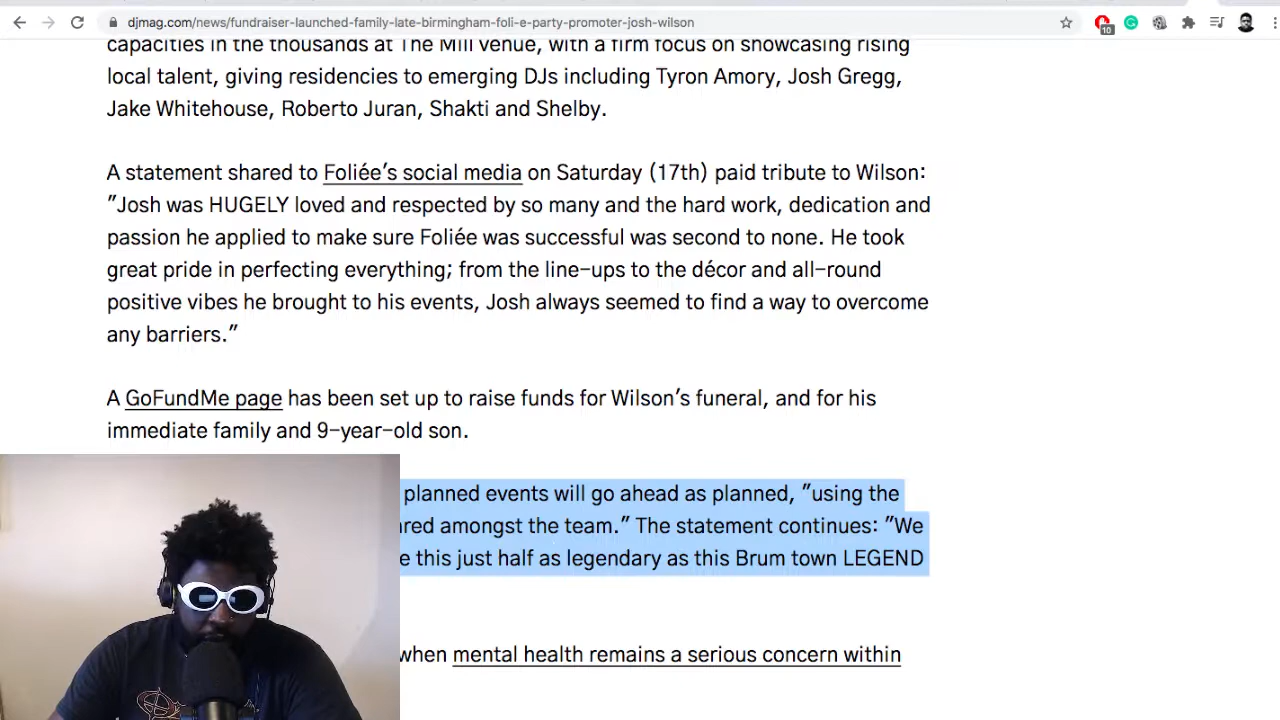 djmag.com/news/fundraiser-launched-family-late-birmingham-foli-e-party-promoter-josh-wilson
10
capacities in the thousands at The Mill venue, with a firm focus on showcasing rising
local talent, giving residencies to emerging DJs including Tyron Amory, Josh Gregg,
Jake Whitehouse, Roberto Juran, Shakti and Shelby.
A statement shared to Foliée's social media on Saturday (17th) paid tribute to Wilson:
"Josh was HUGELY loved and respected by so many and the hard work, dedication and
passion he applied to make sure Foliée was successful was second to none. He took
great pride in perfecting everything; from the line-ups to the décor and all-round
positive vibes he brought to his events, Josh always seemed to find a way to overcome
any barriers."
A GoFundMe page has been set up to raise funds for Wilson's funeral, and for his
immediate family and 9-year-old son.
planned events will go ahead as planned, "using the
amongst the team." The statement continues: "We
this just half as legendary as this Brum town LEGEND
when mental health remains a serious concern within